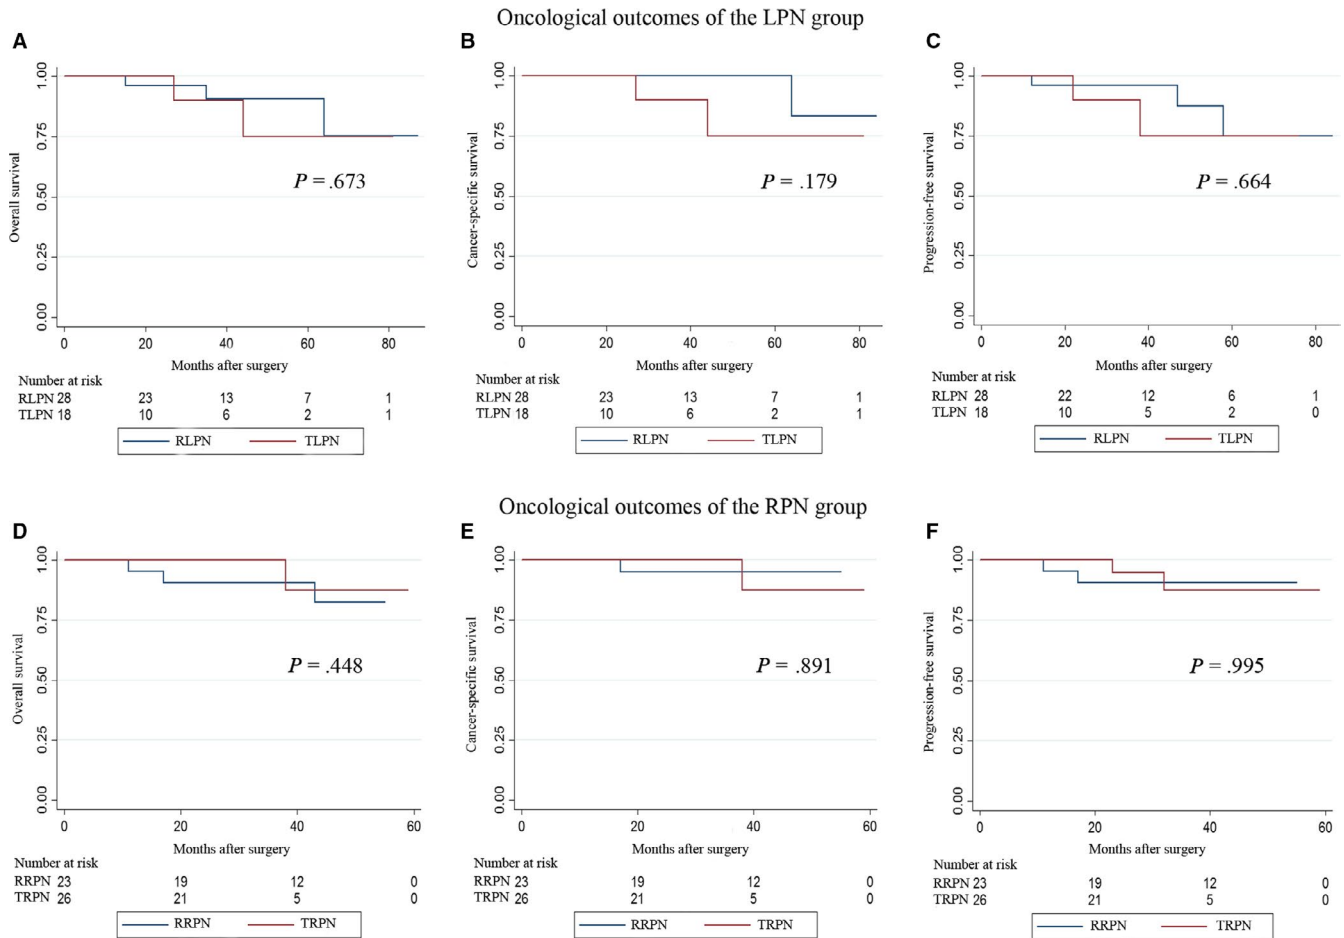 Oncological outcomes of the LPN group
A
1.00
0.75
0.50
0.25
0.00
Overall survival
P = .673
0 20 40 60 80
Months after surgery
Number at risk
RLPN 28 23 13 7 1
TLPN 18 10 6 2 1
RLPN TLPN
B
1.00
0.75
0.50
0.25
0.00
Cancer-specific survival
P = .179
0 20 40 60 80
Months after surgery
Number at risk
RLPN 28 23 13 7 1
TLPN 18 10 6 2 1
RLPN TLPN
C
1.00
0.75
0.50
0.25
0.00
Progression-free survival
P = .664
0 20 40 60 80
Months after surgery
Number at risk
RLPN 28 22 12 6 1
TLPN 18 10 5 2 0
RLPN TLPN
Oncological outcomes of the RPN group
D
1.00
0.75
0.50
0.25
0.00
Overall survival
P = .448
0 20 40 60
Months after surgery
Number at risk
RRPN 23 19 12 0
TRPN 26 21 5 0
RRPN TRPN
E
1.00
0.75
0.50
0.25
0.00
Cancer-specific survival
P = .891
0 20 40 60
Months after surgery
Number at risk
RRPN 23 19 12 0
TRPN 26 21 5 0
RRPN TRPN
F
1.00
0.75
0.50
0.25
0.00
Progression-free survival
P = .995
0 20 40 60
Months after surgery
Number at risk
RRPN 23 19 12 0
TRPN 26 21 5 0
RRPN TRPN